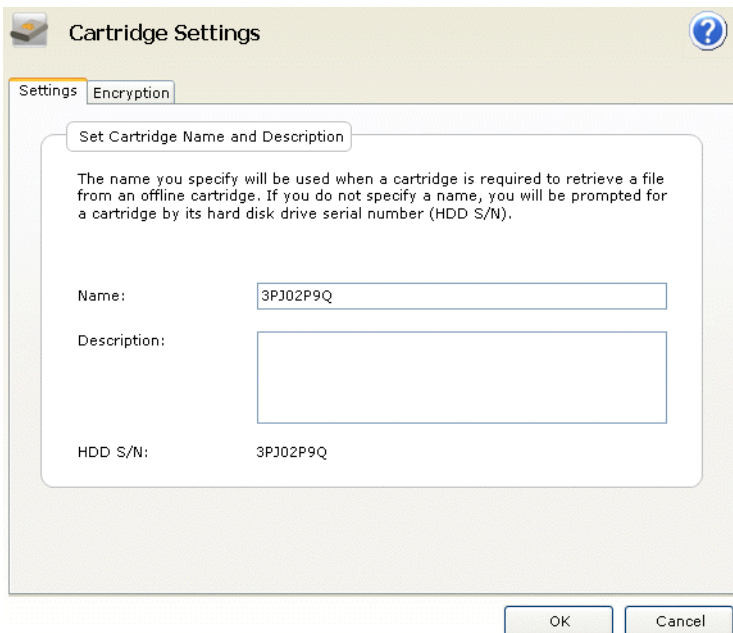 Cartridge Settings
?
Settings
Encryption
Set Cartridge Name and Description
The name you specify will be used when a cartridge is required to retrieve a file
from an offline cartridge. If you do not specify a name, you will be prompted for
a cartridge by its hard disk drive serial number (HDD S/N).
Name: 3PJ02P9Q
Description:
HDD S/N: 3PJ02P9Q
OK Cancel